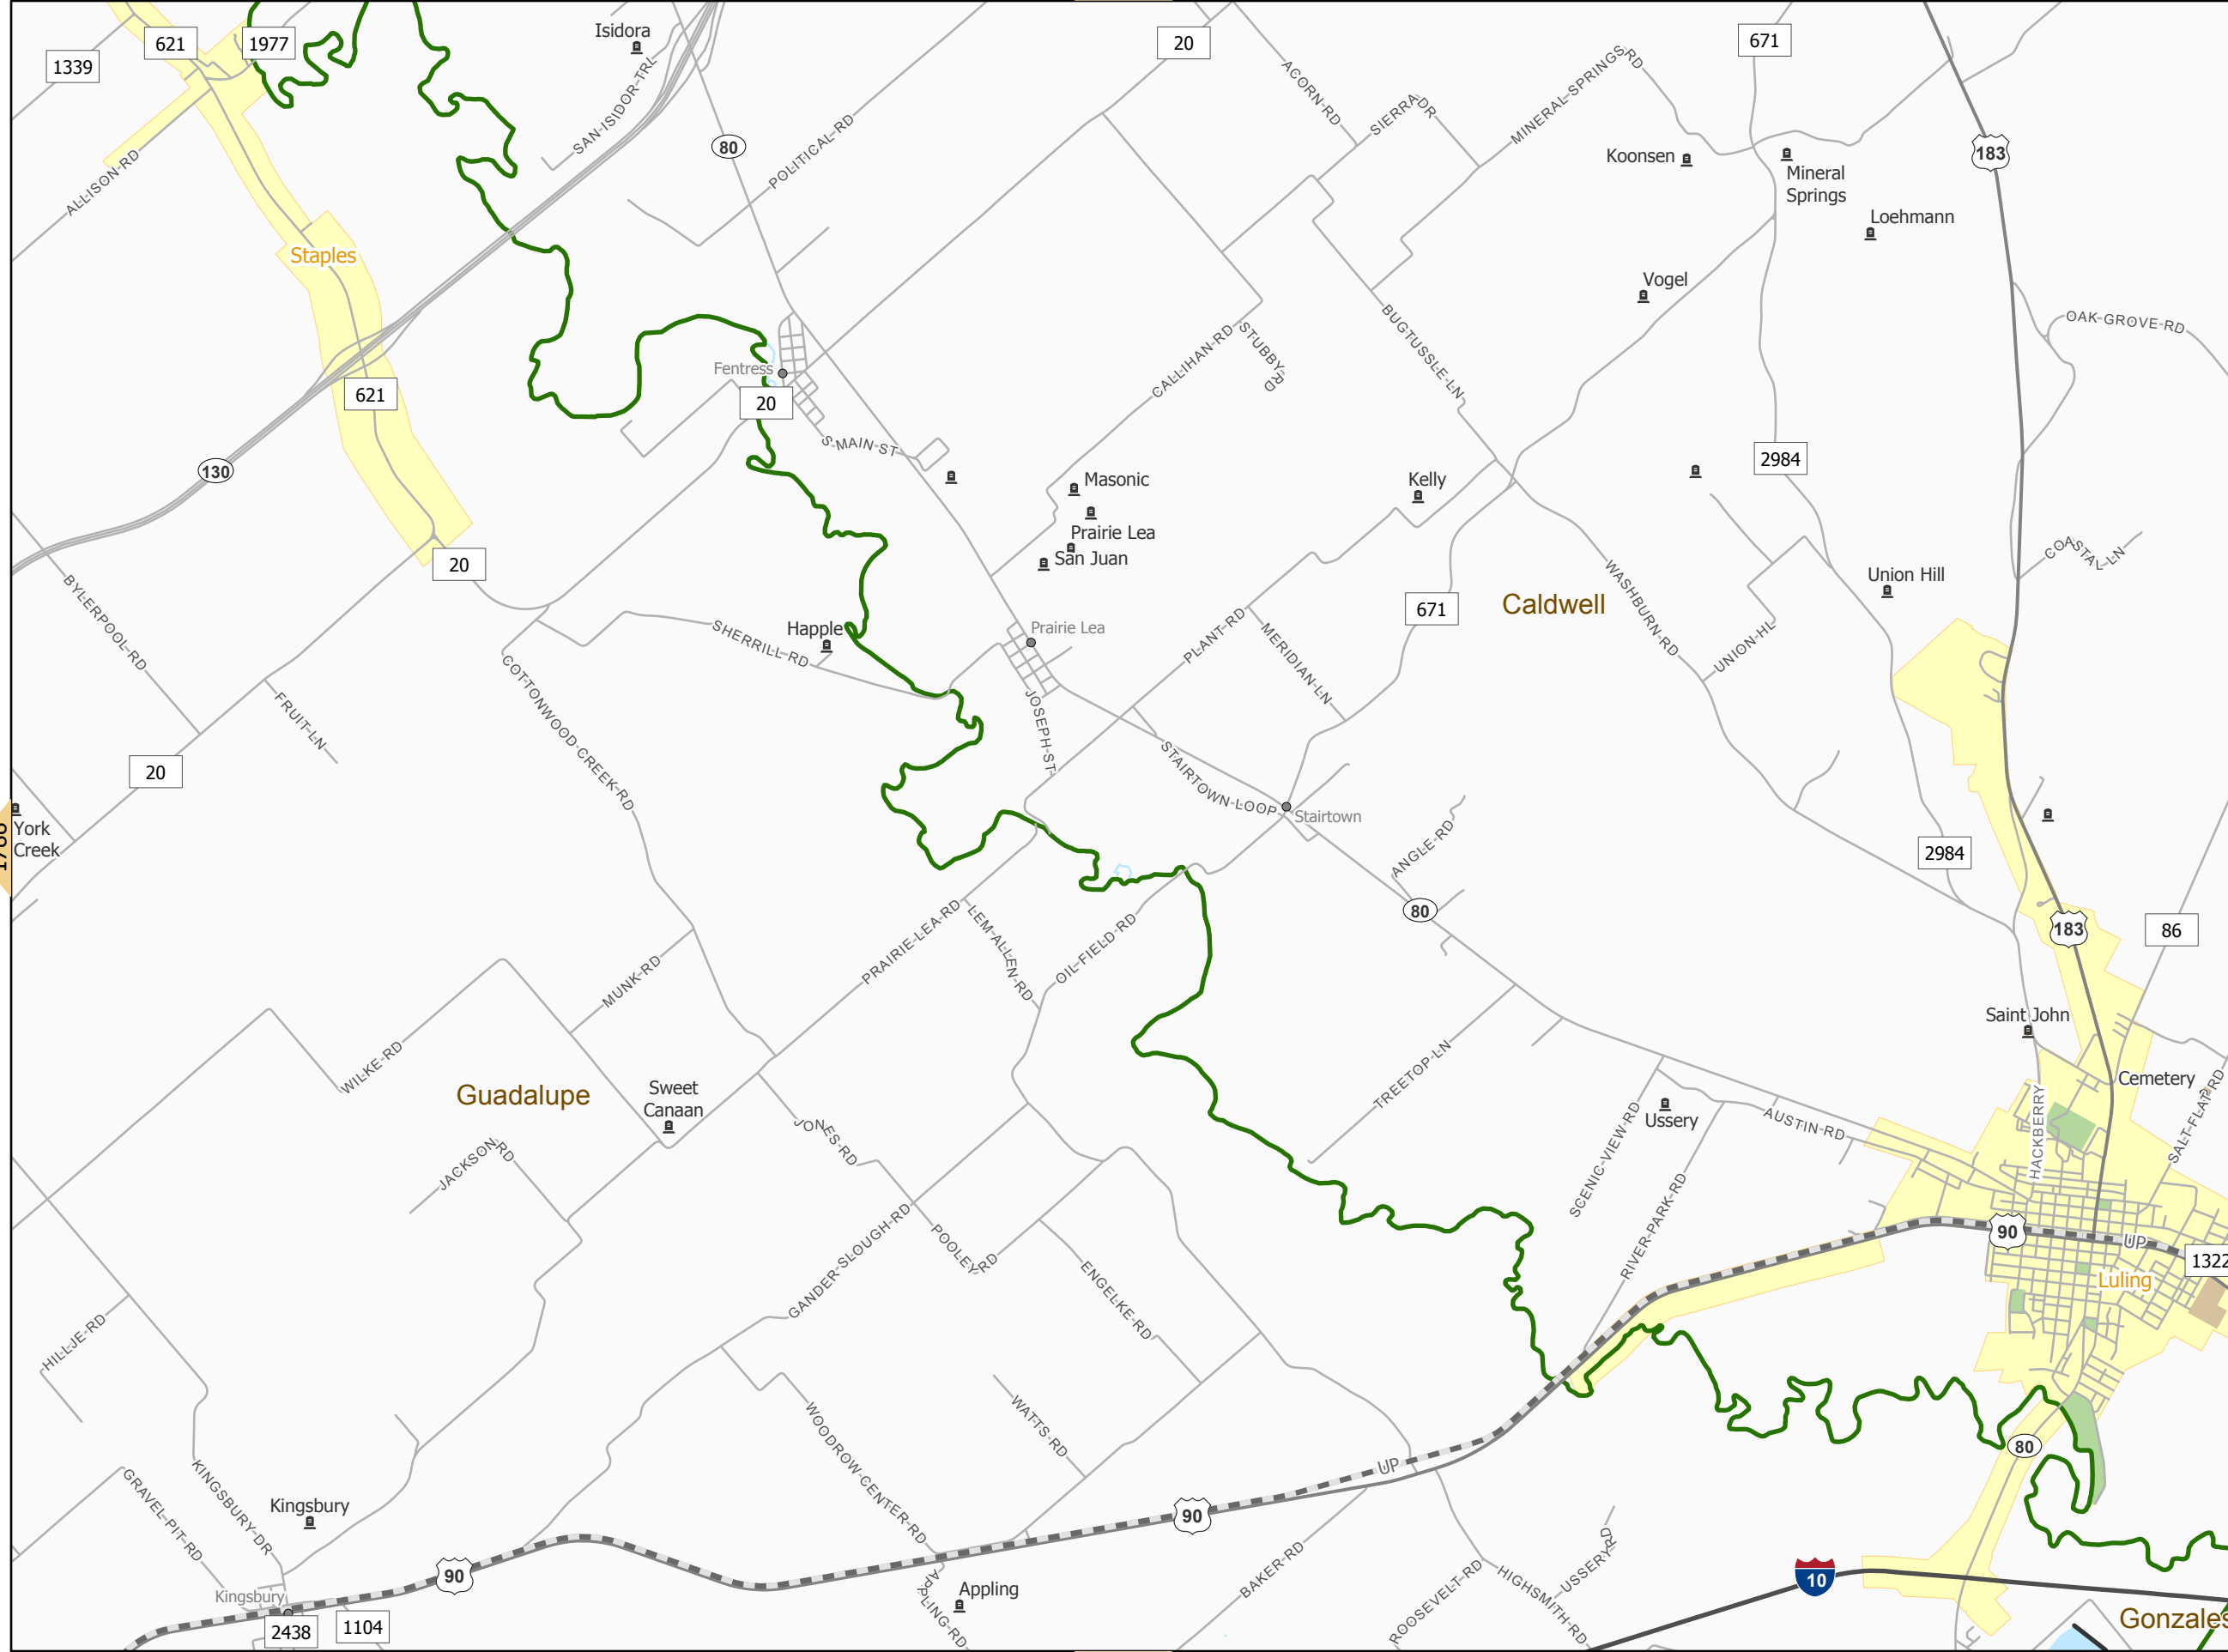 621
1977
1339
Isidora
SAN ISIDOR TRL
80
20
671
183
ACORN RD
SIERRA DR
MINERAL SPRINGS RD
POLITICAL RD
Koonsen
Mineral
Springs
Loehmann
ALLISON RD
Staples
Vogel
OAK GROVE RD
Fentress
621
20
CALLIHAN RD
STUBBY RD
BUGTUSSLE LN
130
S MAIN ST
Masonic
Prairie Lea
San Juan
Kelly
2984
20
BYLERPOOL RD
COASTAL LN
Union Hill
Caldwell
671
WASHBURN RD
UNION HL
Happle
SHERRILL RD
Prairie Lea
PLANT RD
MERIDIAN LN
COTTONWOOD CREEK RD
FRUIT LN
JOSEPH ST
20
STAIRTOWN LOOP
Stairtown
York
Creek
ANGLE RD
2984
80
183
86
PRAIRIE LEA RD
LEM ALLEN RD
OIL FIELD RD
MUNK RD
WILKE RD
Saint John
Guadalupe
Sweet
Canaan
TREETOP LN
Cemetery
HACKBERRY
SALT FLAT RD
Ussery
AUSTIN RD
SCENIC VIEW RD
RIVER PARK RD
JONES RD
JACKSON RD
GANDER SLOUGH RD
POOLEY RD
ENGELKE RD
90
UP
1322
Luling
HILLJE RD
WOODROW CENTER RD
WATTS RD
80
UP
GRAVEL PIT RD
KINGSBURY DR
Kingsbury
90
90
Kingsbury
2438
1104
APPLING RD
Appling
BAKER RD
ROOSEVELT RD
HIGHSMITH RD
USSERY RD
10
Gonzales